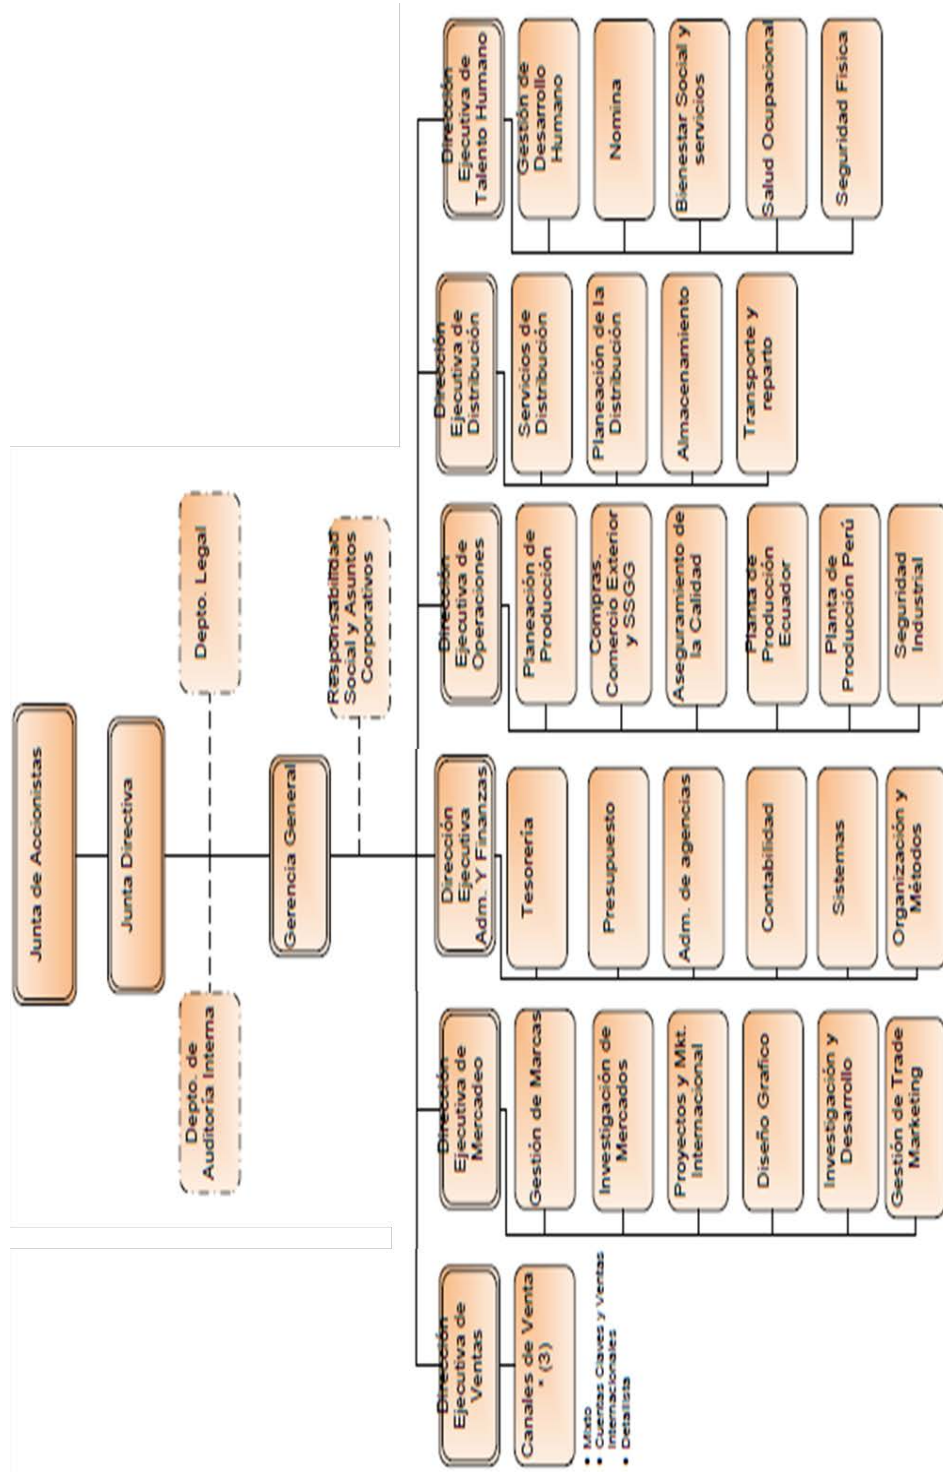 Junta de Accionistas
Junta Directiva
Depto. de
Auditoría Interna
Depto. Legal
Gerencia General
Responsabilidad
Social y Asuntos
Corporativos
Dirección
Ejecutiva de
Ventas
Canales de Venta
* (3)
• Mixto
• Cuentas Claves y Ventas
Internacionales
• Detallista
Dirección
Ejecutiva de
Mercadeo
Gestión de Marcas
Investigación de
Mercados
Proyectos y Mkt.
Internacional
Diseño Grafico
Investigación y
Desarrollo
Gestión de Trade
Marketing
Dirección
Ejecutiva
Adm. Y Finanzas
Tesorería
Presupuesto
Adm. de agencias
Contabilidad
Sistemas
Organización y
Métodos
Dirección
Ejecutiva de
Operaciones
Planeación de
Producción
Compras.
Comercio Exterior
y SSGG
Aseguramiento de
la Calidad
Planta de
Producción
Ecuador
Planta de
Producción Perú
Seguridad
Industrial
Dirección
Ejecutiva de
Distribución
Servicios de
Distribución
Planeación de la
Distribución
Almacenamiento
Transporte y
reparto
Dirección
Ejecutiva de
Talento Humano
Gestión de
Desarrollo
Humano
Nomina
Bienestar Social y
servicios
Salud Ocupacional
Seguridad Fisica